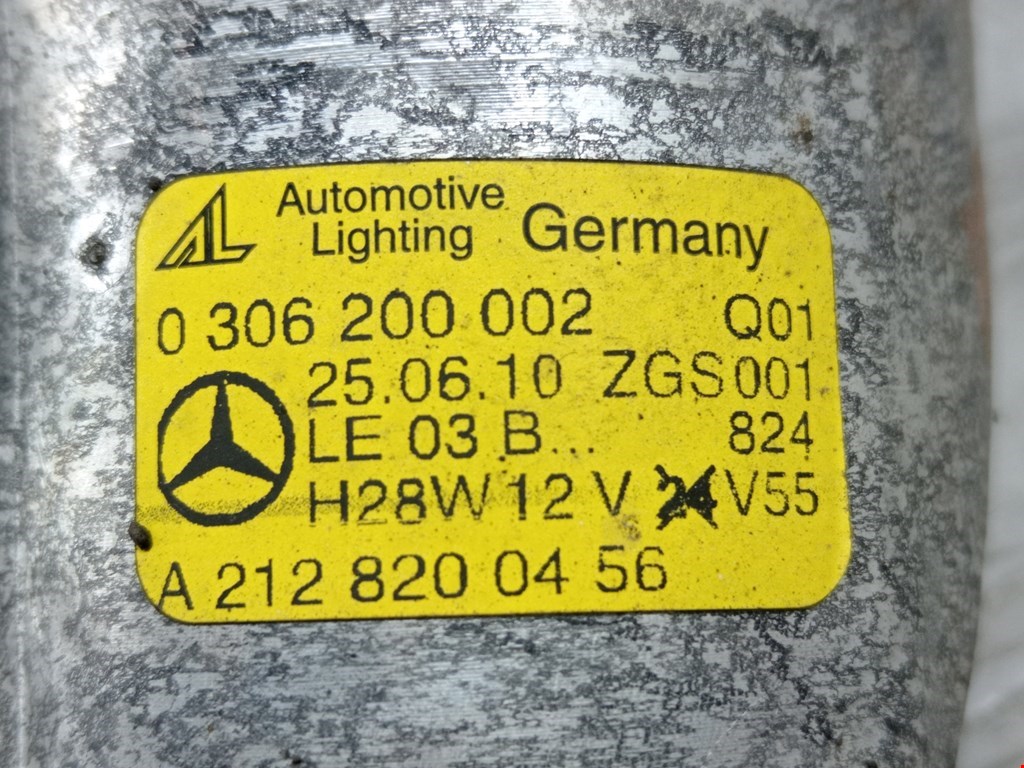 AL Automotive Lighting Germany
0 306 200 002 Q01
25.06.10 ZGS 001
LE 03 B... 824
H28W 12 V 24 V55
A 212 820 04 56